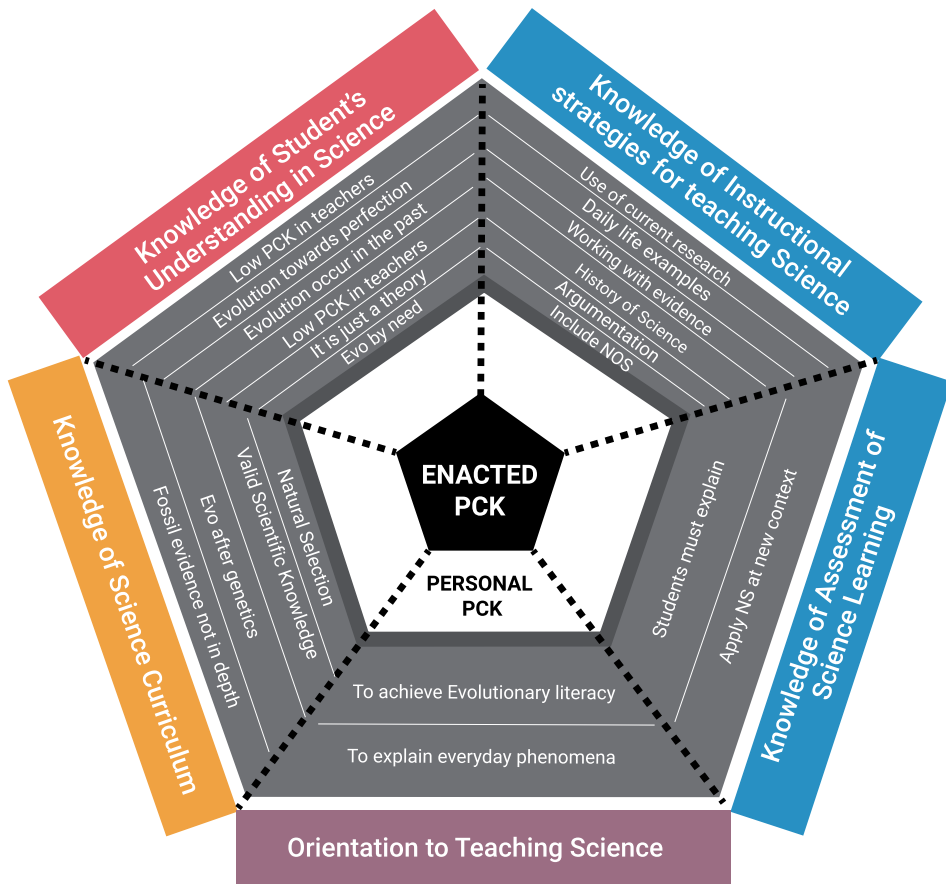 Knowledge of Student's
Understanding in Science
Low PCK in teachers
Evolution towards perfection
Evolution occur in the past
Low PCK in teachers
It is just a theory
Evo by need
Knowledge of Instructional
strategies for teaching Science
Use of current research
Daily life examples
Working with evidence
History of Science
Argumentation
Include NOS
Knowledge of Science Curriculum
Fossil evidence not in depth
Evo after genetics
Valid Scientific Knowledge
Natural Selection
ENACTED
PCK
PERSONAL
PCK
Students must explain
Apply NS at new context
Knowledge of Assessment of
Science Learning
To achieve Evolutionary literacy
To explain everyday phenomena
Orientation to Teaching Science